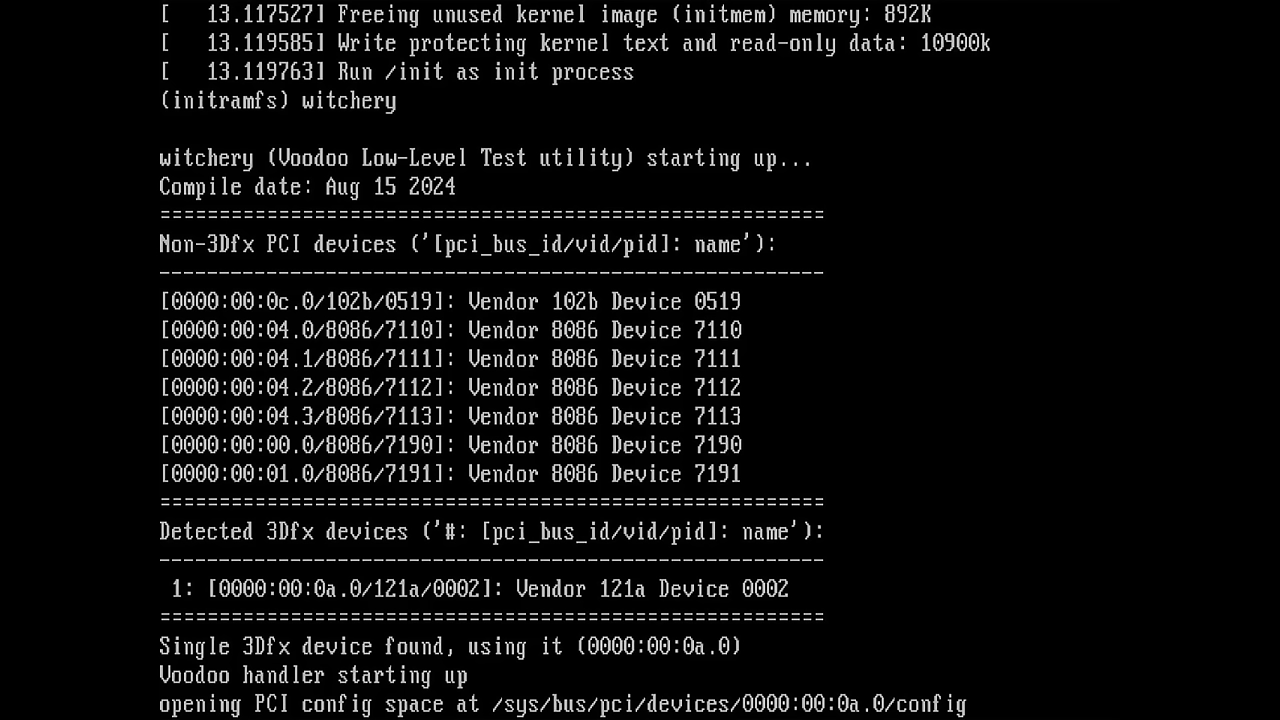 [   13.117527] Freeing unused kernel image (initmem) memory: 892K
[   13.119585] Write protecting kernel text and read-only data: 10900k
[   13.119763] Run /init as init process
(initramfs) witchery
witchery (Voodoo Low-Level Test utility) starting up...
Compile date: Aug 15 2024
========================================================
Non-3Dfx PCI devices ('[pci_bus_id/vid/pid]: name'):
--------------------------------------------------------
[0000:00:0c.0/102b/0519]: Vendor 102b Device 0519
[0000:00:04.0/8086/7110]: Vendor 8086 Device 7110
[0000:00:04.1/8086/7111]: Vendor 8086 Device 7111
[0000:00:04.2/8086/7112]: Vendor 8086 Device 7112
[0000:00:04.3/8086/7113]: Vendor 8086 Device 7113
[0000:00:00.0/8086/7190]: Vendor 8086 Device 7190
[0000:00:01.0/8086/7191]: Vendor 8086 Device 7191
========================================================
Detected 3Dfx devices ('#: [pci_bus_id/vid/pid]: name'):
--------------------------------------------------------
1: [0000:00:0a.0/121a/0002]: Vendor 121a Device 0002
========================================================
Single 3Dfx device found, using it (0000:00:0a.0)
Voodoo handler starting up
opening PCI config space at /sys/bus/pci/devices/0000:00:0a.0/config